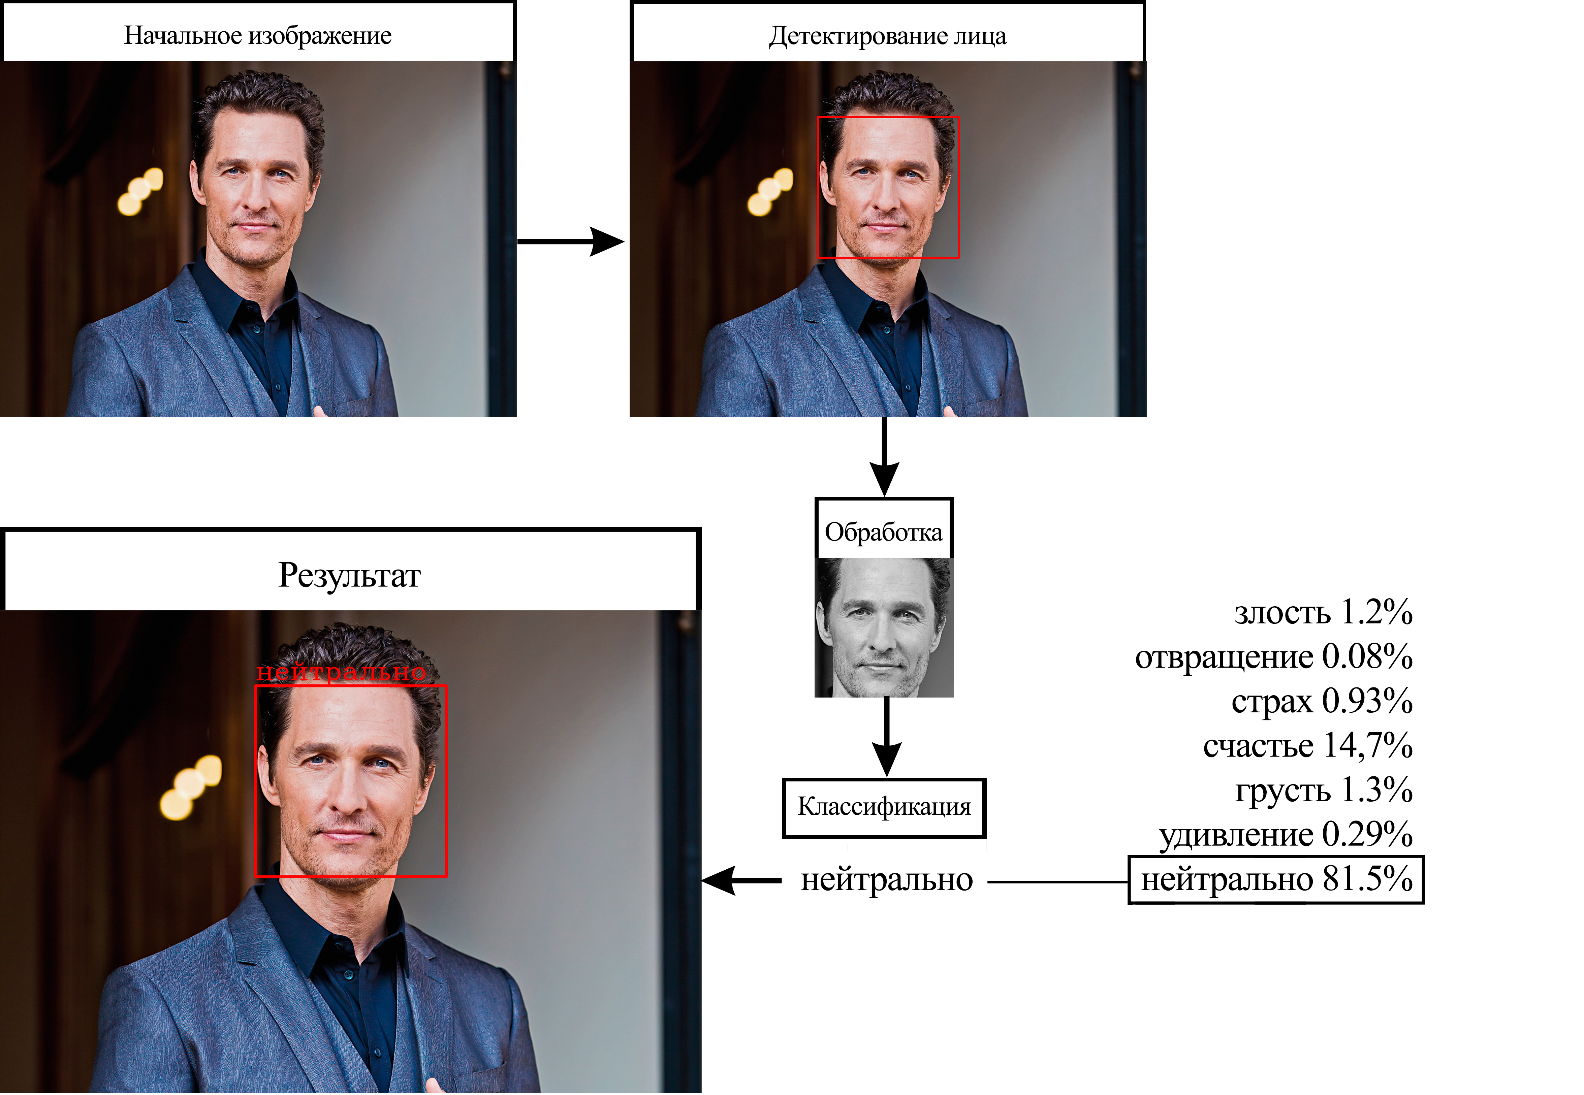 Начальное изображение
Детектирование лица
Обработка
Классификация
злость 1.2%
отвращение 0.08%
страх 0.93%
счастье 14,7%
грусть 1.3%
удивление 0.29%
нейтрально 81.5%
нейтрально
Результат
нейтрально